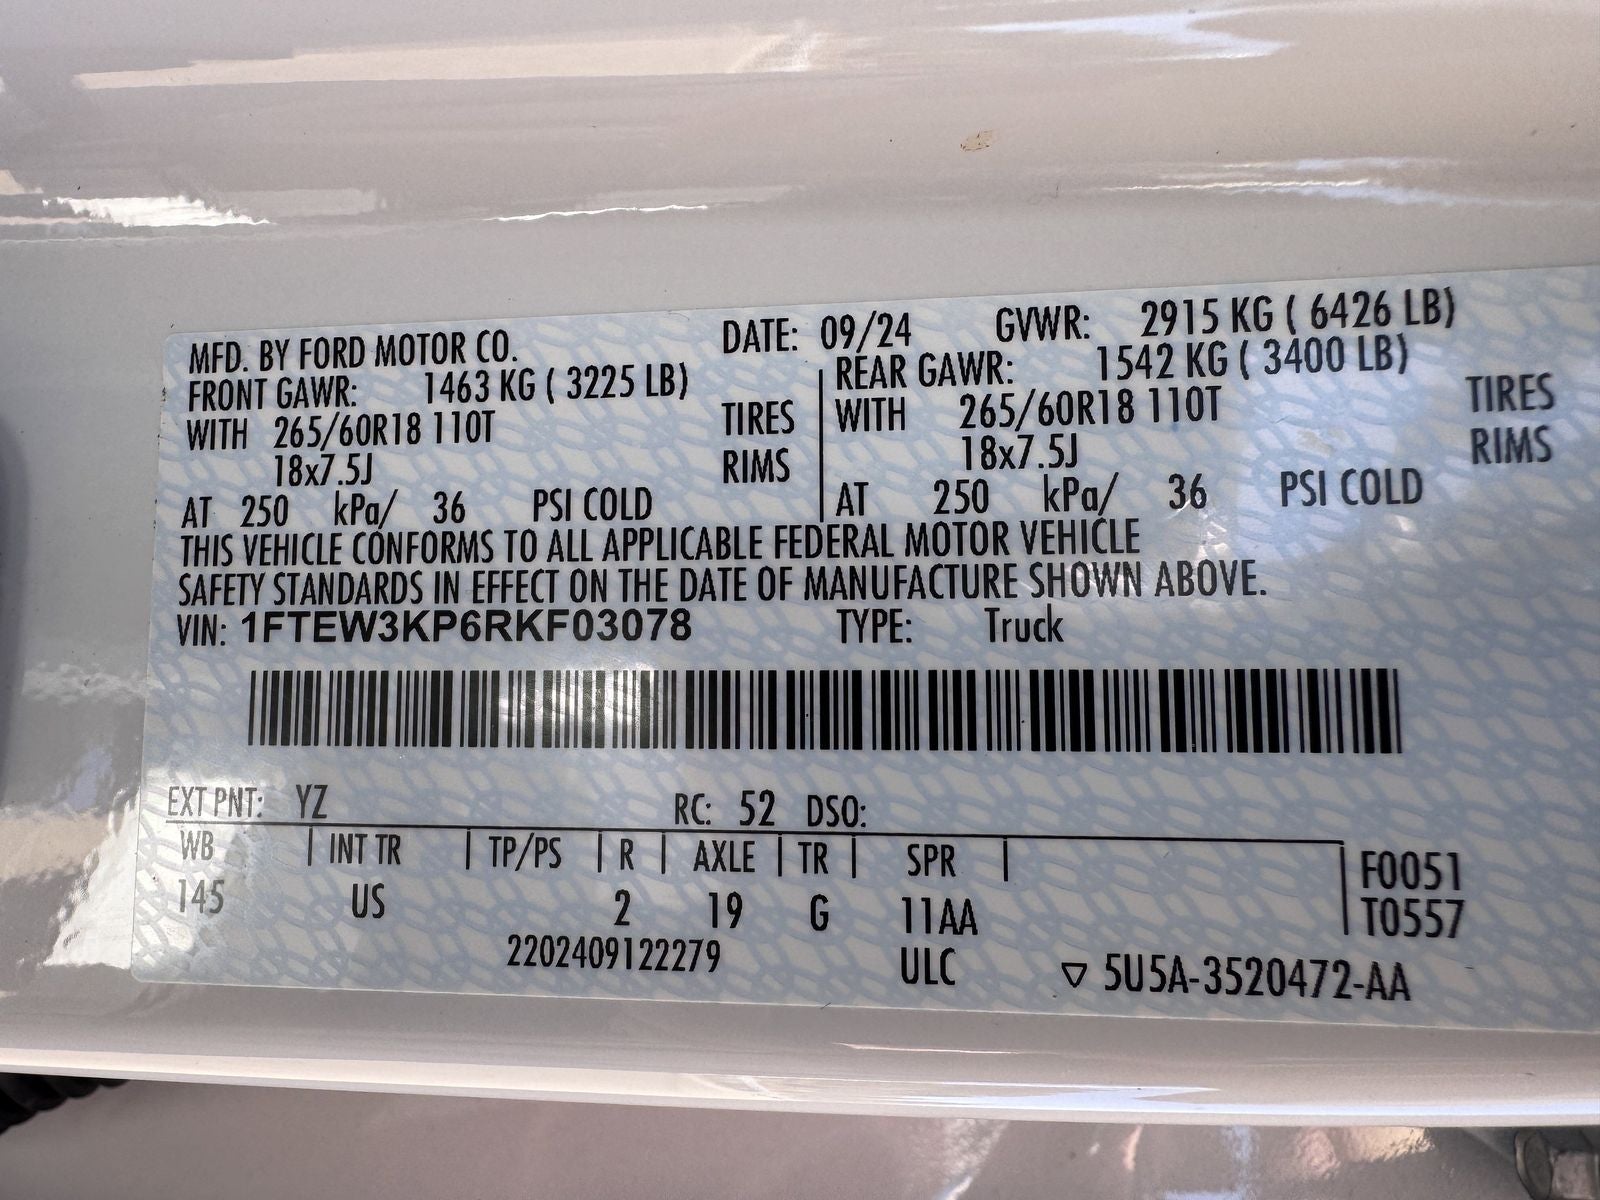 MFD. BY FORD MOTOR CO. DATE: 09/24 GVWR: 2915 KG ( 6426 LB)
FRONT GAWR: 1463 KG ( 3225 LB) REAR GAWR: 1542 KG ( 3400 LB)
WITH 265/60R18 110T TIRES WITH 265/60R18 110T TIRES
18x7.5J RIMS 18x7.5J RIMS
AT 250 kPa/ 36 PSI COLD AT 250 kPa/ 36 PSI COLD
THIS VEHICLE CONFORMS TO ALL APPLICABLE FEDERAL MOTOR VEHICLE
SAFETY STANDARDS IN EFFECT ON THE DATE OF MANUFACTURE SHOWN ABOVE.
VIN: 1FTEW3KP6RKF03078 TYPE: Truck
EXT PNT: YZ RC: 52 DSO:
WB INT TR TP/PS R AXLE TR SPR F0051
145 US 2 19 G 11AA T0557
2202409122279 ULC ▽ 5U5A-3520472-AA